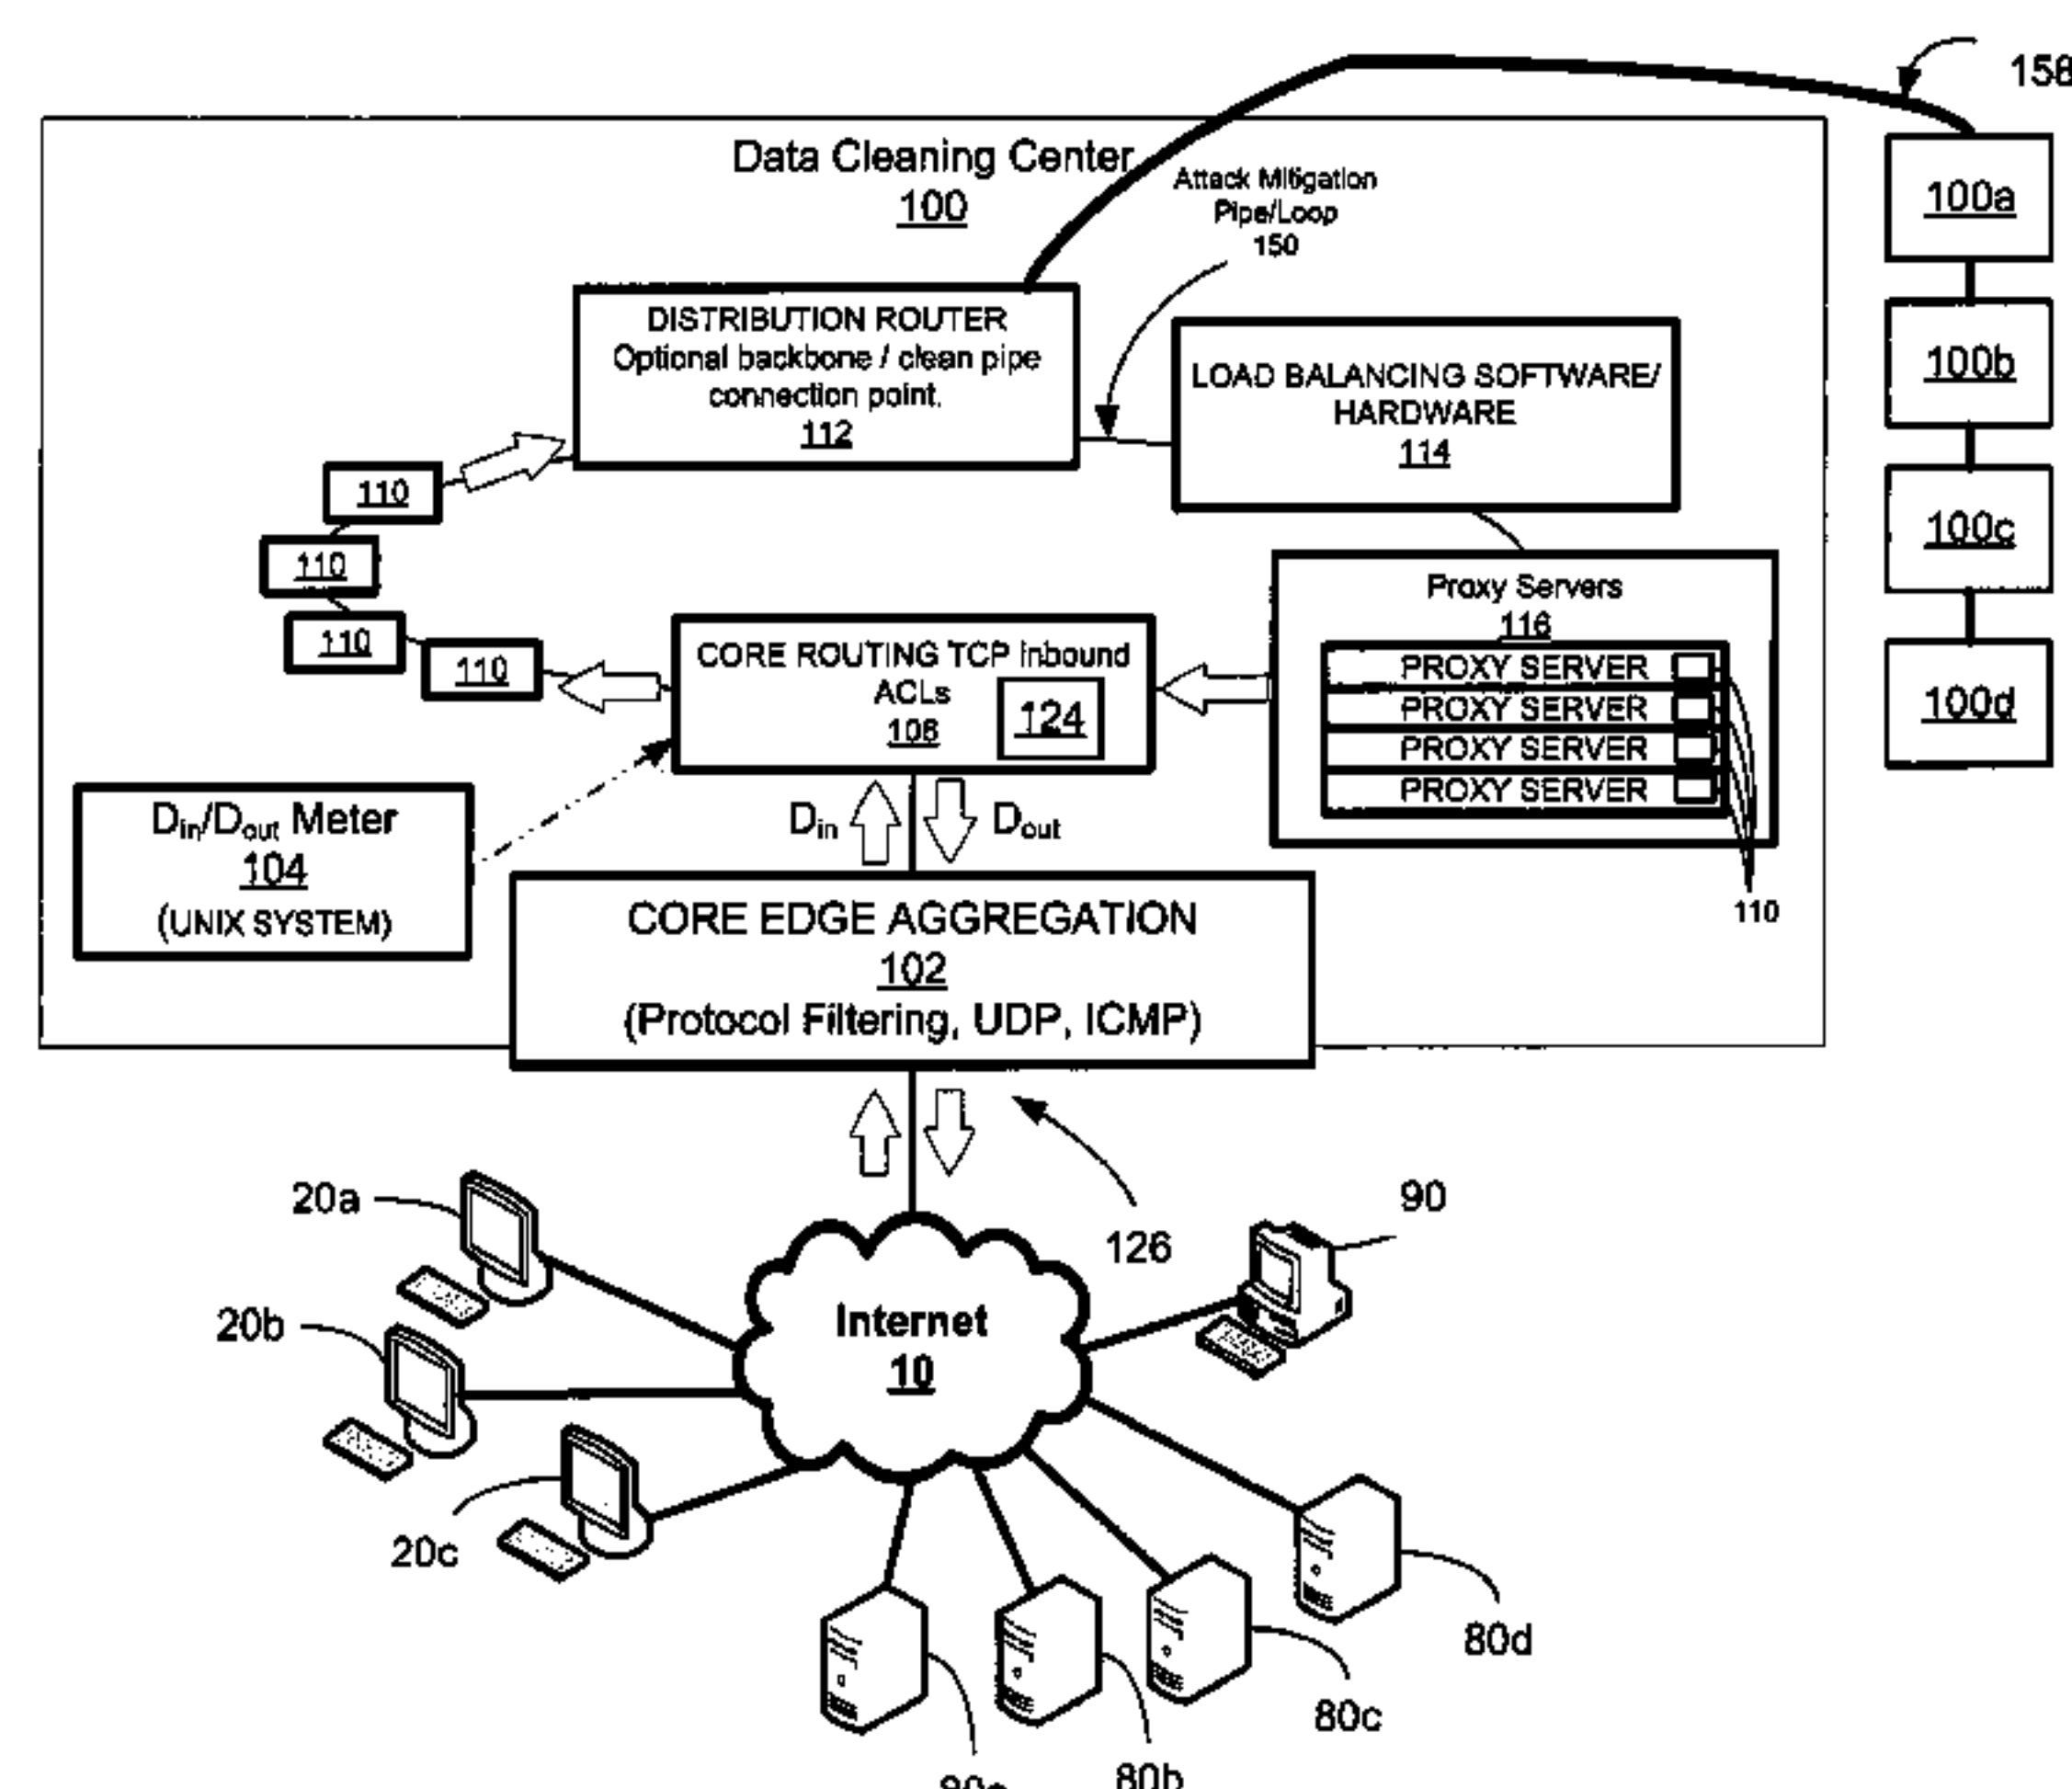 158
Data Cleaning Center
100
Attack Mitigation
Pipe/Loop
150
100a
100b
100c
100d
DISTRIBUTION ROUTER
Optional backbone / clean pipe
connection point.
112
LOAD BALANCING SOFTWARE/
HARDWARE
114
110
110
110
110
CORE ROUTING TCP Inbound
ACLs
108
124
Proxy Servers
116
PROXY SERVER
PROXY SERVER
PROXY SERVER
PROXY SERVER
110
Din/Dout Meter
104
(UNIX SYSTEM)
Din
Dout
CORE EDGE AGGREGATION
102
(Protocol Filtering, UDP, ICMP)
126
20a
20b
20c
90
Internet
10
80d
80c
80b